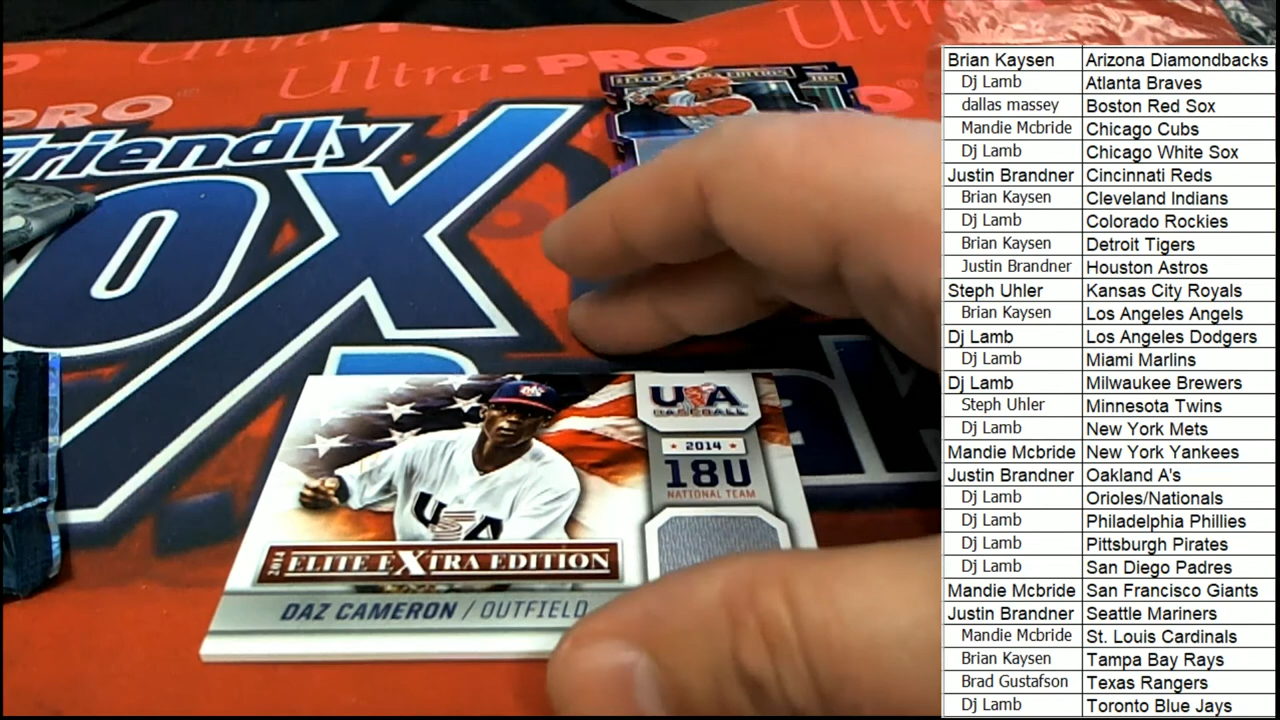 Ultra•PRO®
Ultra•PRO®
Ultra
PRO
Friendly
OX
ELITE EXTRA EDITION
USA
BASEBALL
2014
18U
NATIONAL TEAM
USA
2014 ELITE EXTRA EDITION
DAZ CAMERON / OUTFIELD
Brian Kaysen Arizona Diamondbacks
Dj Lamb Atlanta Braves
dallas massey Boston Red Sox
Mandie Mcbride Chicago Cubs
Dj Lamb Chicago White Sox
Justin Brandner Cincinnati Reds
Brian Kaysen Cleveland Indians
Dj Lamb Colorado Rockies
Brian Kaysen Detroit Tigers
Justin Brandner Houston Astros
Steph Uhler Kansas City Royals
Brian Kaysen Los Angeles Angels
Dj Lamb Los Angeles Dodgers
Dj Lamb Miami Marlins
Dj Lamb Milwaukee Brewers
Steph Uhler Minnesota Twins
Dj Lamb New York Mets
Mandie Mcbride New York Yankees
Justin Brandner Oakland A's
Dj Lamb Orioles/Nationals
Dj Lamb Philadelphia Phillies
Dj Lamb Pittsburgh Pirates
Dj Lamb San Diego Padres
Mandie Mcbride San Francisco Giants
Justin Brandner Seattle Mariners
Mandie Mcbride St. Louis Cardinals
Brian Kaysen Tampa Bay Rays
Brad Gustafson Texas Rangers
Dj Lamb Toronto Blue Jays